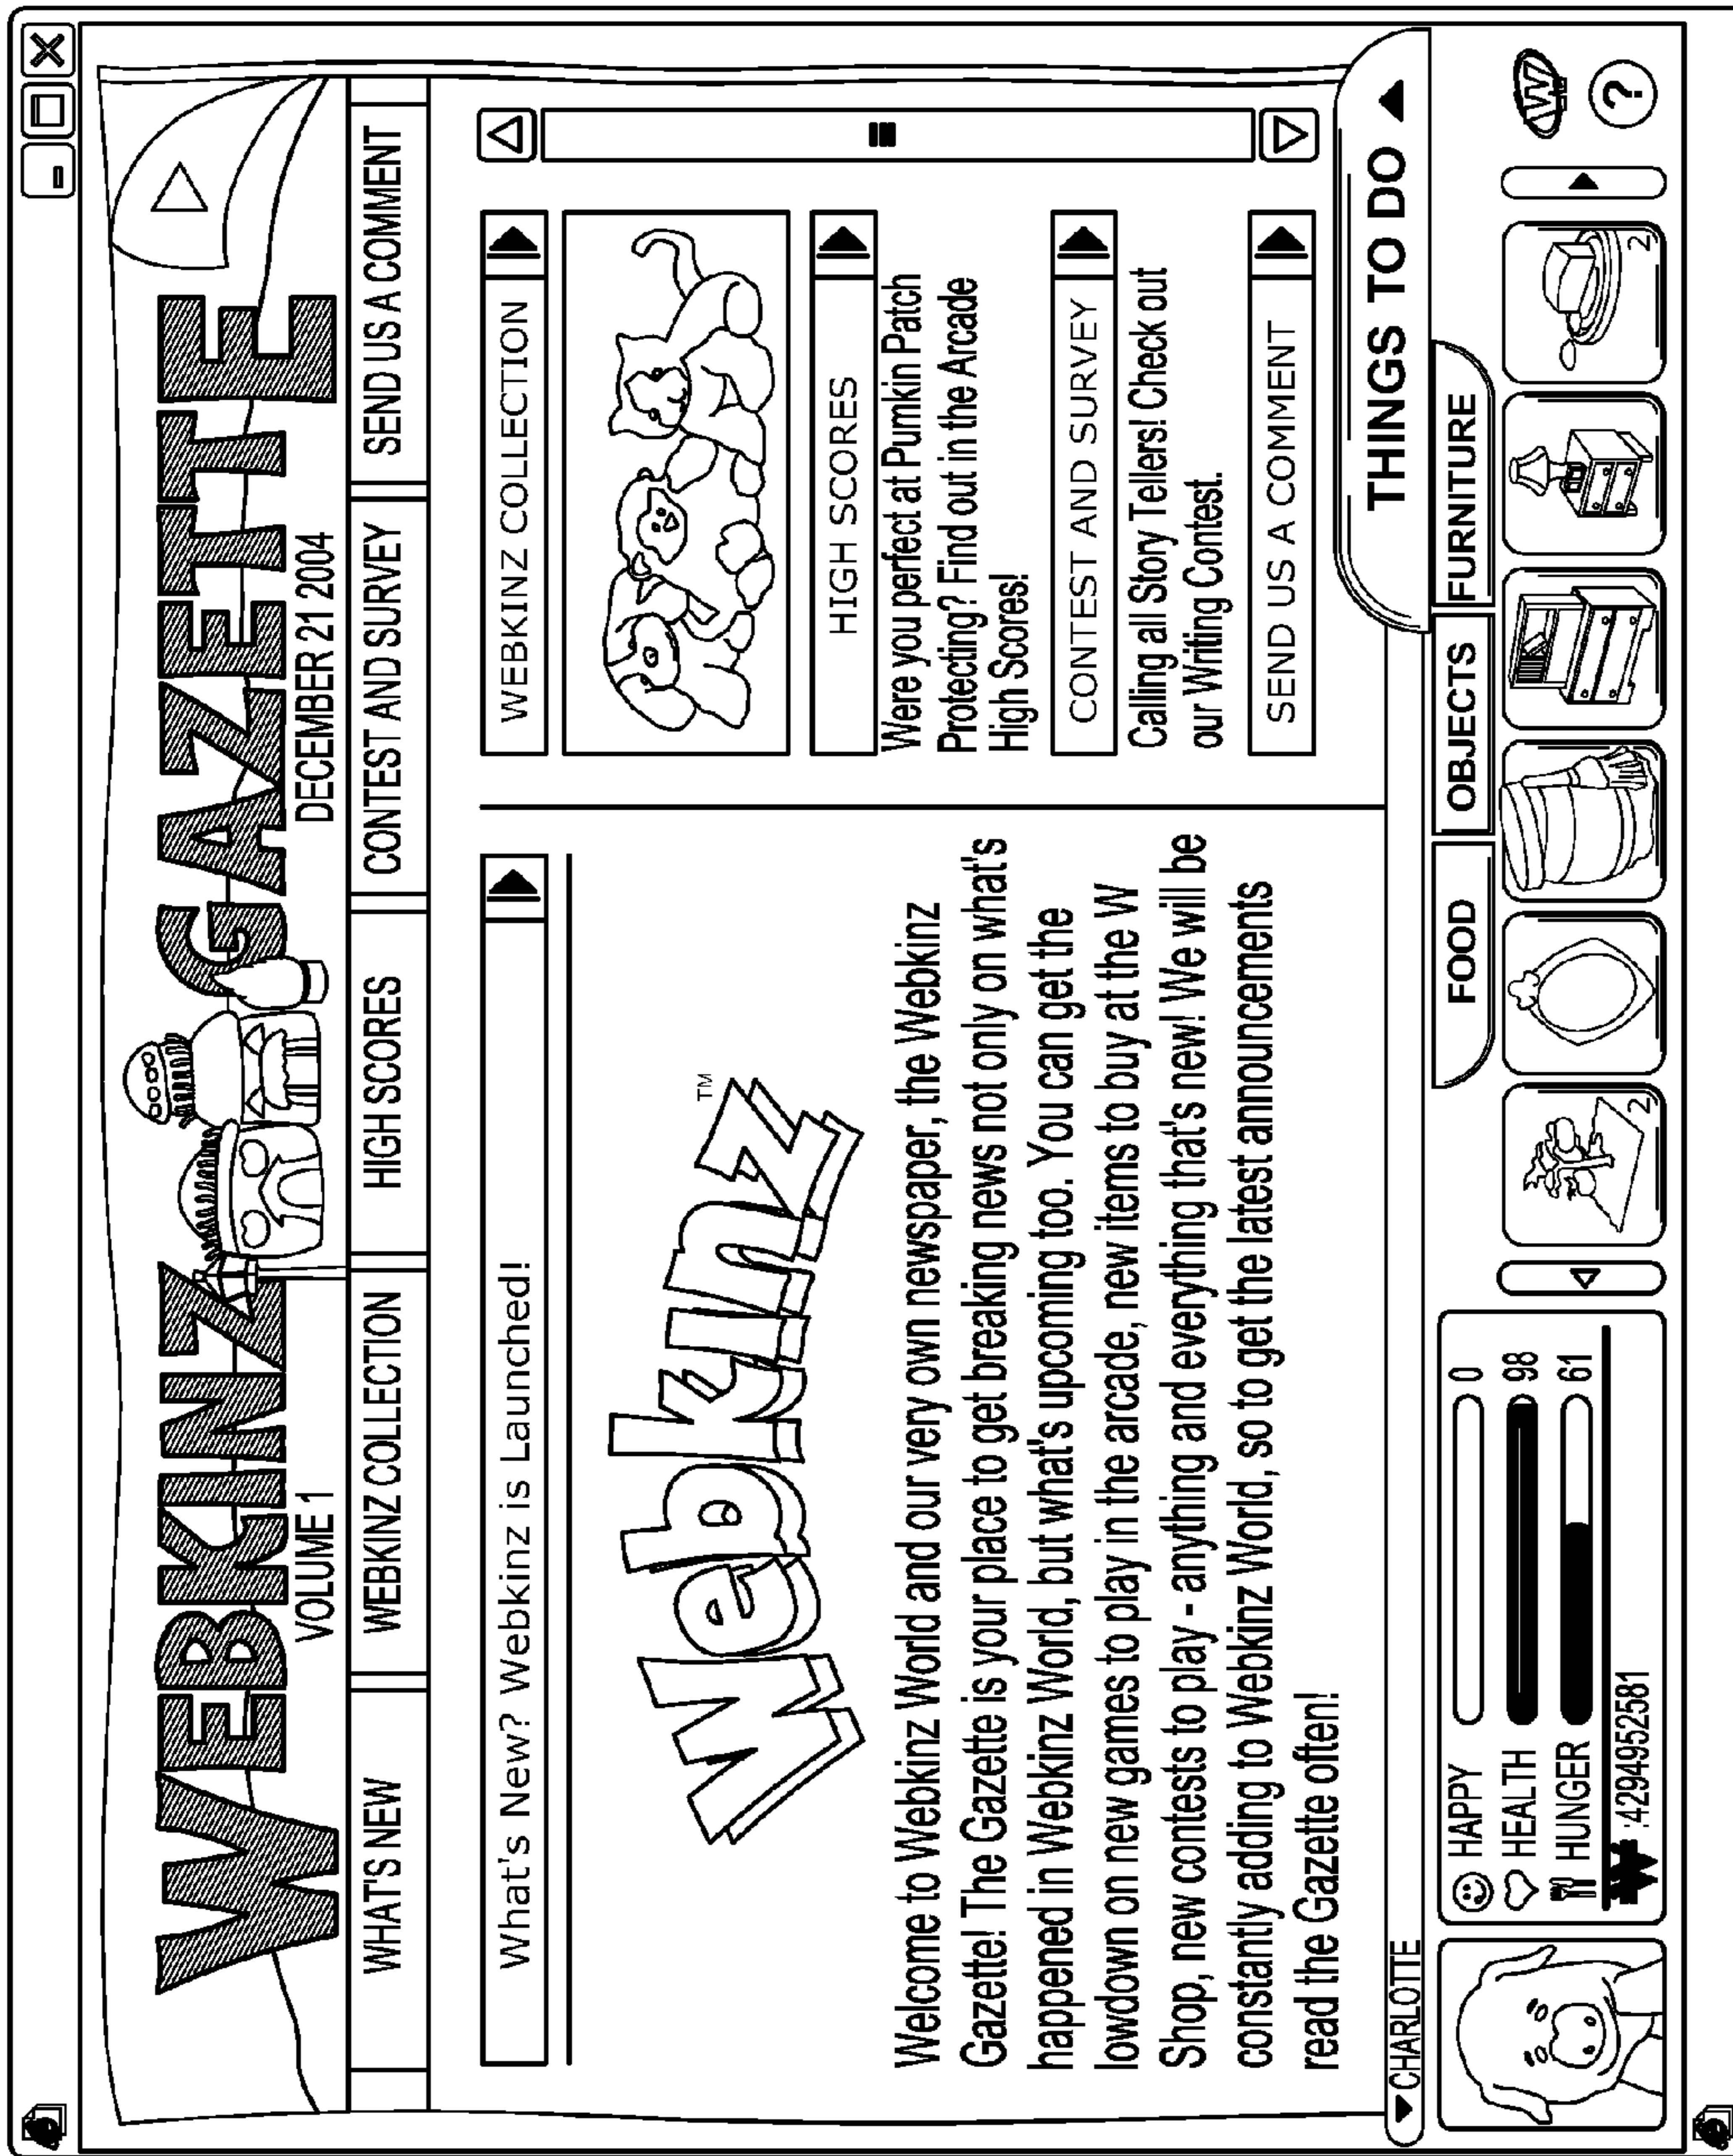 WEBKINZ GAZETTE
VOLUME 1
DECEMBER 21 2004
WHAT'S NEW
WEBKINZ COLLECTION
HIGH SCORES
CONTEST AND SURVEY
SEND US A COMMENT
What's New? Webkinz is Launched!
Webkinz™
Welcome to Webkinz World and our very own newspaper, the Webkinz
Gazette! The Gazette is your place to get breaking news not only on what's
happened in Webkinz World, but what's upcoming too. You can get the
lowdown on new games to play in the arcade, new items to buy at the W
Shop, new contests to play - anything and everything that's new! We will be
constantly adding to Webkinz World, so to get the latest announcements
read the Gazette often!
WEBKINZ COLLECTION
HIGH SCORES
Were you perfect at Pumkin Patch
Protecting? Find out in the Arcade
High Scores!
CONTEST AND SURVEY
Calling all Story Tellers! Check out
our Writing Contest.
SEND US A COMMENT
THINGS TO DO
CHARLOTTE
HAPPY 0
HEALTH 98
HUNGER 61
W :4294952581
FOOD
OBJECTS
FURNITURE
2
2
W
?